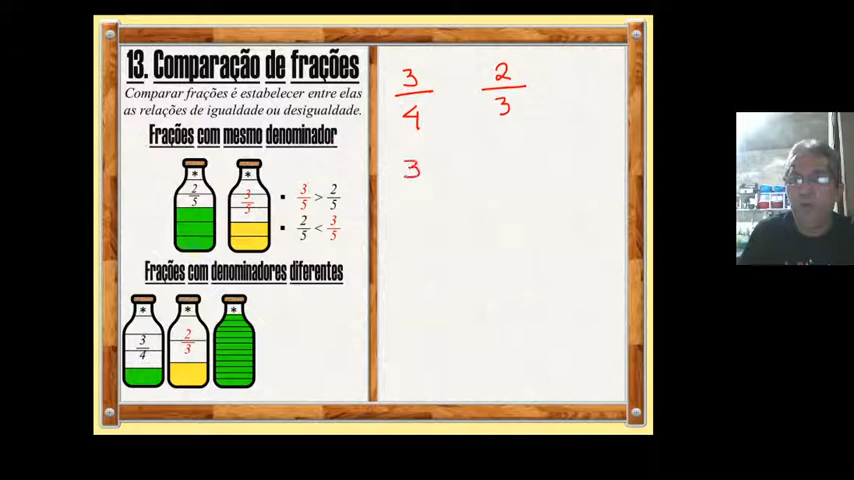 13. Comparação de frações
Comparar frações é estabelecer entre elas
as relações de igualdade ou desigualdade.
Frações com mesmo denominador
* *
2/5 3/5
▪ 3/5 > 2/5
▪ 2/5 < 3/5
Frações com denominadores diferentes
* * *
3/4 2/3
3/4 2/3
3